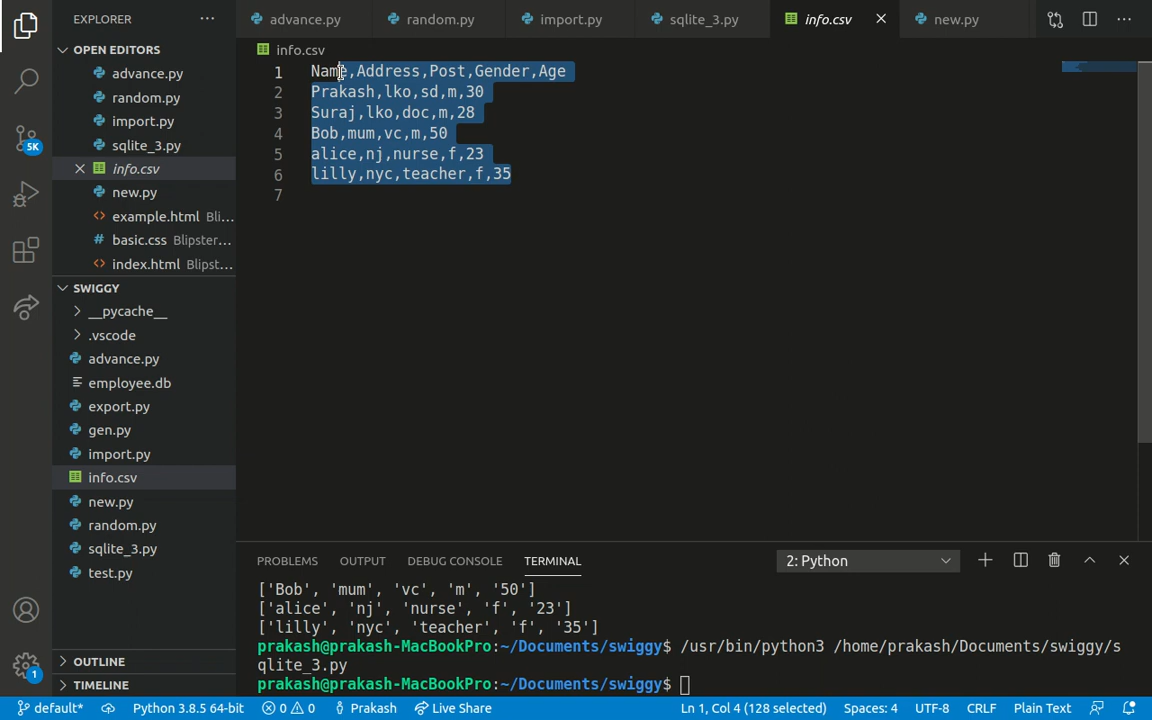 EXPLORER ···
OPEN EDITORS
advance.py
random.py
import.py
sqlite_3.py
info.csv
new.py
example.html Bli...
basic.css Blipster...
index.html Blipst...
SWIGGY
__pycache__
.vscode
advance.py
employee.db
export.py
gen.py
import.py
info.csv
new.py
random.py
sqlite_3.py
test.py
OUTLINE
TIMELINE
5K
1
advance.py random.py import.py sqlite_3.py info.csv new.py
info.csv
1 Name,Address,Post,Gender,Age
2 Prakash,lko,sd,m,30
3 Suraj,lko,doc,m,28
4 Bob,mum,vc,m,50
5 alice,nj,nurse,f,23
6 lilly,nyc,teacher,f,35
7
PROBLEMS OUTPUT DEBUG CONSOLE TERMINAL 2: Python
['Bob', 'mum', 'vc', 'm', '50']
['alice', 'nj', 'nurse', 'f', '23']
['lilly', 'nyc', 'teacher', 'f', '35']
prakash@prakash-MacBookPro:~/Documents/swiggy$ /usr/bin/python3 /home/prakash/Documents/swiggy/s
qlite_3.py
prakash@prakash-MacBookPro:~/Documents/swiggy$
default* Python 3.8.5 64-bit 0 0 Prakash Live Share Ln 1, Col 4 (128 selected) Spaces: 4 UTF-8 CRLF Plain Text